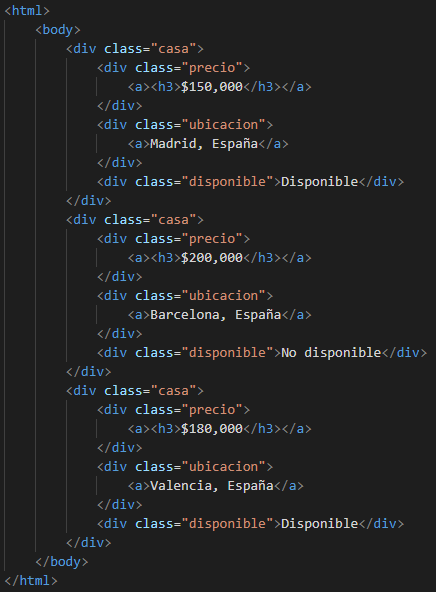 <html>
<body>
<div class="casa">
<div class="precio">
<a><h3>$150,000</h3></a>
</div>
<div class="ubicacion">
<a>Madrid, España</a>
</div>
<div class="disponible">Disponible</div>
</div>
<div class="casa">
<div class="precio">
<a><h3>$200,000</h3></a>
</div>
<div class="ubicacion">
<a>Barcelona, España</a>
</div>
<div class="disponible">No disponible</div>
</div>
<div class="casa">
<div class="precio">
<a><h3>$180,000</h3></a>
</div>
<div class="ubicacion">
<a>Valencia, España</a>
</div>
<div class="disponible">Disponible</div>
</div>
</body>
</html>